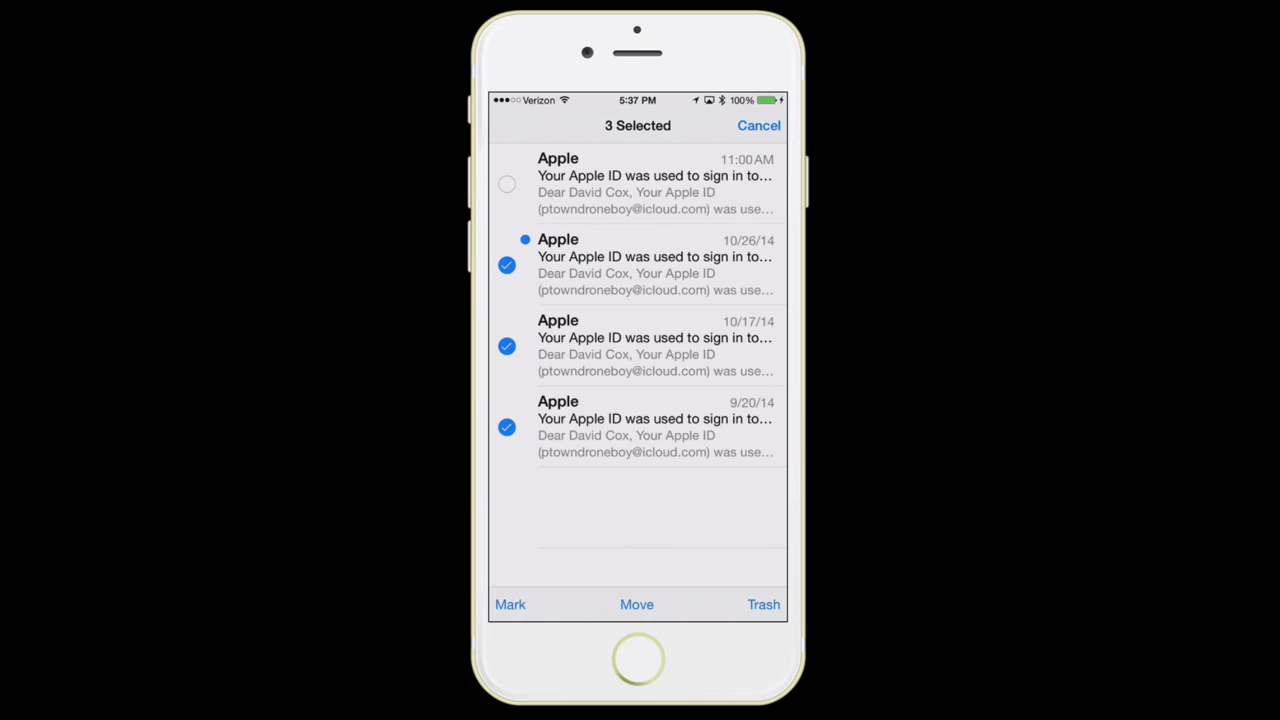 Verizon 5:37 PM 100%
3 Selected Cancel
Apple 11:00 AM
Your Apple ID was used to sign in to...
Dear David Cox, Your Apple ID
(ptowndroneboy@icloud.com) was use...
Apple 10/26/14
Your Apple ID was used to sign in to...
Dear David Cox, Your Apple ID
(ptowndroneboy@icloud.com) was use...
Apple 10/17/14
Your Apple ID was used to sign in to...
Dear David Cox, Your Apple ID
(ptowndroneboy@icloud.com) was use...
Apple 9/20/14
Your Apple ID was used to sign in to...
Dear David Cox, Your Apple ID
(ptowndroneboy@icloud.com) was use...
Mark Move Trash